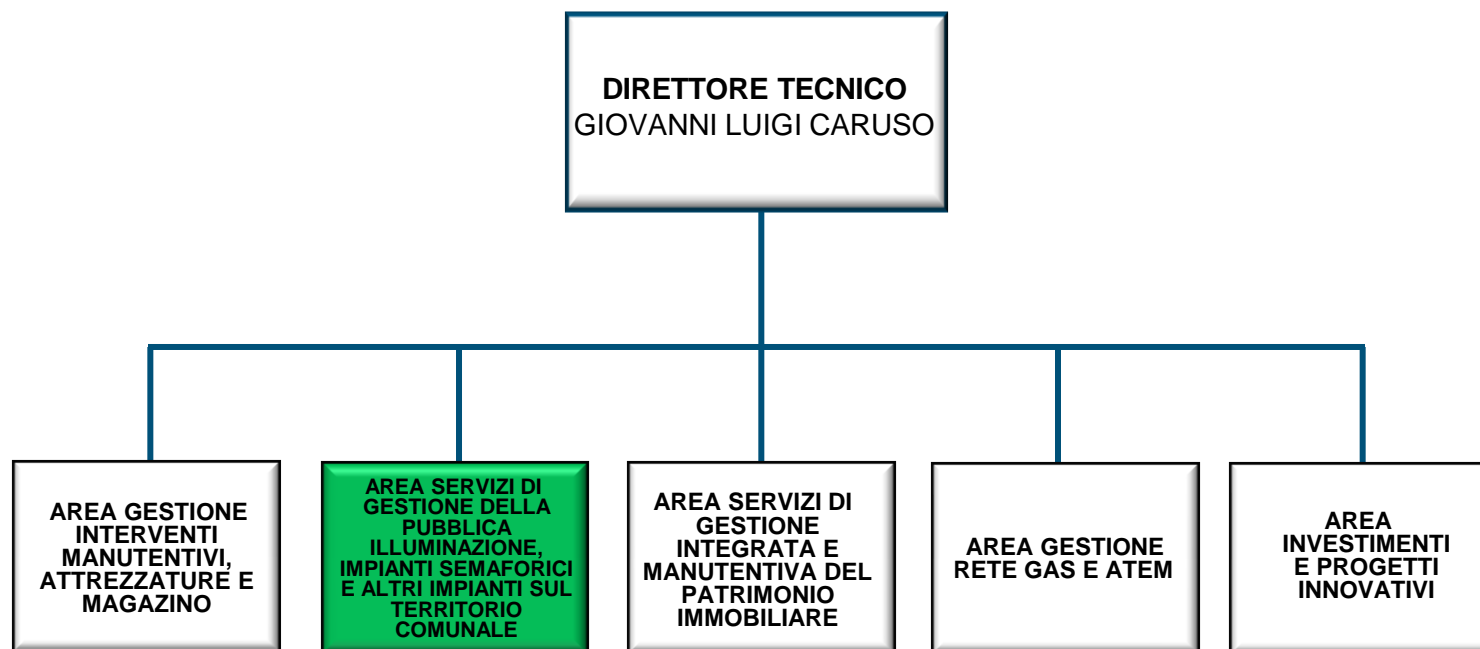 DIRETTORE TECNICO
GIOVANNI LUIGI CARUSO
AREA GESTIONE
INTERVENTI
MANUTENTIVI,
ATTREZZATURE E
MAGAZINO
AREA SERVIZI DI
GESTIONE DELLA
PUBBLICA
ILLUMINAZIONE,
IMPIANTI SEMAFORICI
E ALTRI IMPIANTI SUL
TERRITORIO
COMUNALE
AREA SERVIZI DI
GESTIONE
INTEGRATA E
MANUTENTIVA DEL
PATRIMONIO
IMMOBILIARE
AREA GESTIONE
RETE GAS E ATEM
AREA
INVESTIMENTI
E PROGETTI
INNOVATIVI